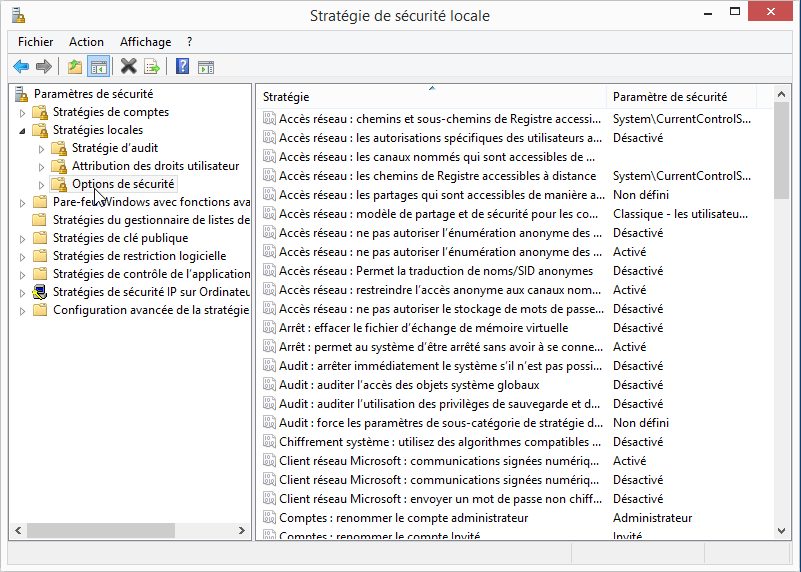 Stratégie de sécurité locale
Fichier Action Affichage ?
Paramètres de sécurité
Stratégies de comptes
Stratégies locales
Stratégie d'audit
Attribution des droits utilisateur
Options de sécurité
Pare-feu Windows avec fonctions ava
Stratégies du gestionnaire de listes de
Stratégies de clé publique
Stratégies de restriction logicielle
Stratégies de contrôle de l'application
Stratégies de sécurité IP sur Ordinateu
Configuration avancée de la stratégie
Stratégie Paramètre de sécurité
Accès réseau : chemins et sous-chemins de Registre accessi... System\CurrentControlS...
Accès réseau : les autorisations spécifiques des utilisateurs a... Désactivé
Accès réseau : les canaux nommés qui sont accessibles de ...
Accès réseau : les chemins de Registre accessibles à distance System\CurrentControlS...
Accès réseau : les partages qui sont accessibles de manière a... Non défini
Accès réseau : modèle de partage et de sécurité pour les co... Classique - les utilisateu...
Accès réseau : ne pas autoriser l'énumération anonyme des ... Désactivé
Accès réseau : ne pas autoriser l'énumération anonyme des ... Activé
Accès réseau : Permet la traduction de noms/SID anonymes Désactivé
Accès réseau : restreindre l'accès anonyme aux canaux nom... Activé
Accès réseau : ne pas autoriser le stockage de mots de passe... Désactivé
Arrêt : effacer le fichier d'échange de mémoire virtuelle Désactivé
Arrêt : permet au système d'être arrêté sans avoir à se conne... Activé
Audit : arrêter immédiatement le système s'il n'est pas possi... Désactivé
Audit : auditer l'accès des objets système globaux Désactivé
Audit : auditer l'utilisation des privilèges de sauvegarde et d... Désactivé
Audit : force les paramètres de sous-catégorie de stratégie d... Non défini
Chiffrement système : utilisez des algorithmes compatibles ... Désactivé
Client réseau Microsoft : communications signées numériq... Activé
Client réseau Microsoft : communications signées numériq... Désactivé
Client réseau Microsoft : envoyer un mot de passe non chiff... Désactivé
Comptes : renommer le compte administrateur Administrateur
Comptes : renommer le compte Invité Invité